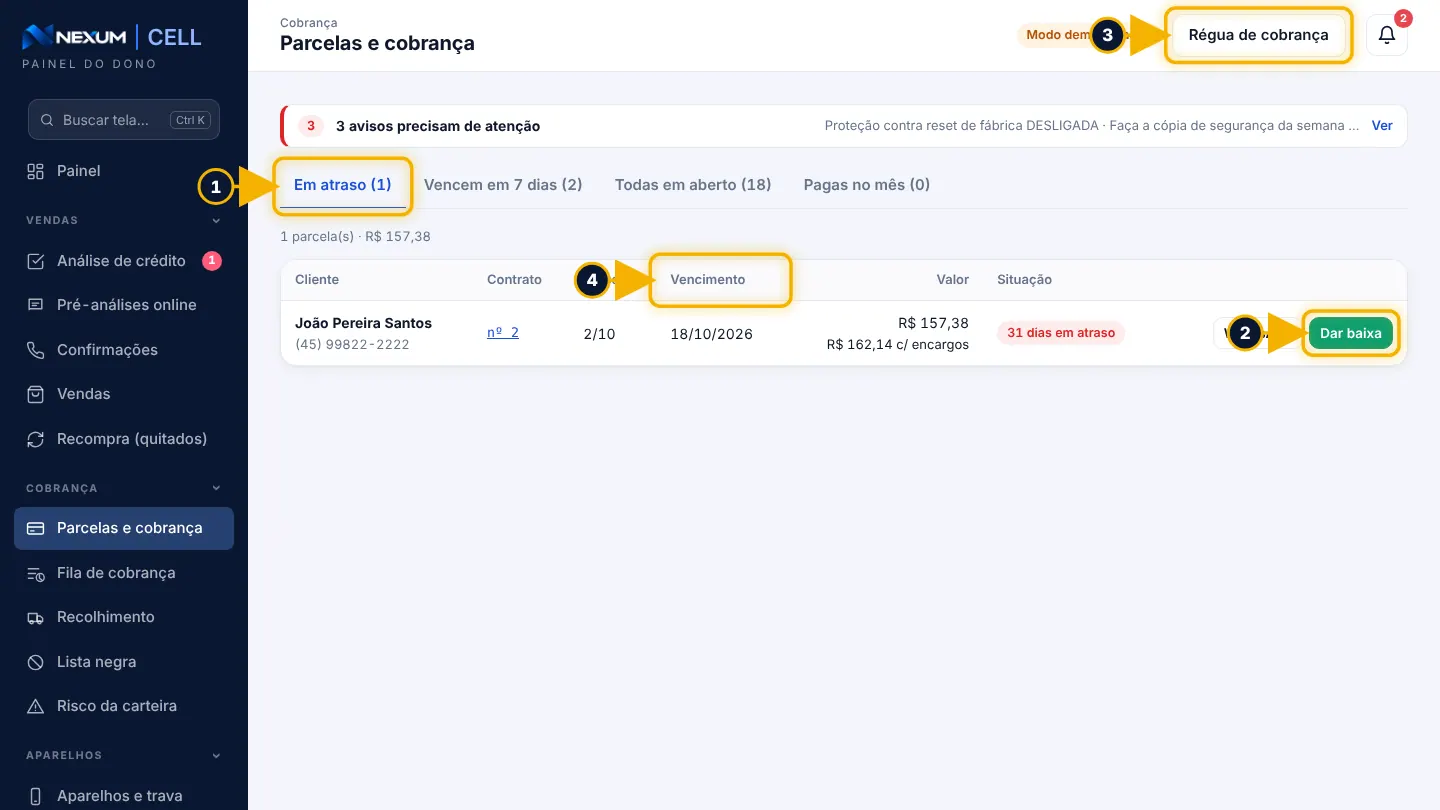 NEXUM | CELL
PAINEL DO DONO
Buscar tela... Ctrl K
Painel
VENDAS
Análise de crédito 1
Pré-análises online
Confirmações
Vendas
Recompra (quitados)
COBRANÇA
Parcelas e cobrança
Fila de cobrança
Recolhimento
Lista negra
Risco da carteira
APARELHOS
Aparelhos e trava
Cobrança
Parcelas e cobrança
Modo 3 Régua de cobrança 2
3 3 avisos precisam de atenção Proteção contra reset de fábrica DESLIGADA · Faça a cópia de segurança da semana ... Ver
1 Em atraso (1) Vencem em 7 dias (2) Todas em aberto (18) Pagas no mês (0)
1 parcela(s) · R$ 157,38
Cliente Contrato 4 Vencimento Valor Situação
João Pereira Santos nº 2 2/10 18/10/2026 R$ 157,38 31 dias em atraso 2 Dar baixa
(45) 99822-2222 R$ 162,14 c/ encargos